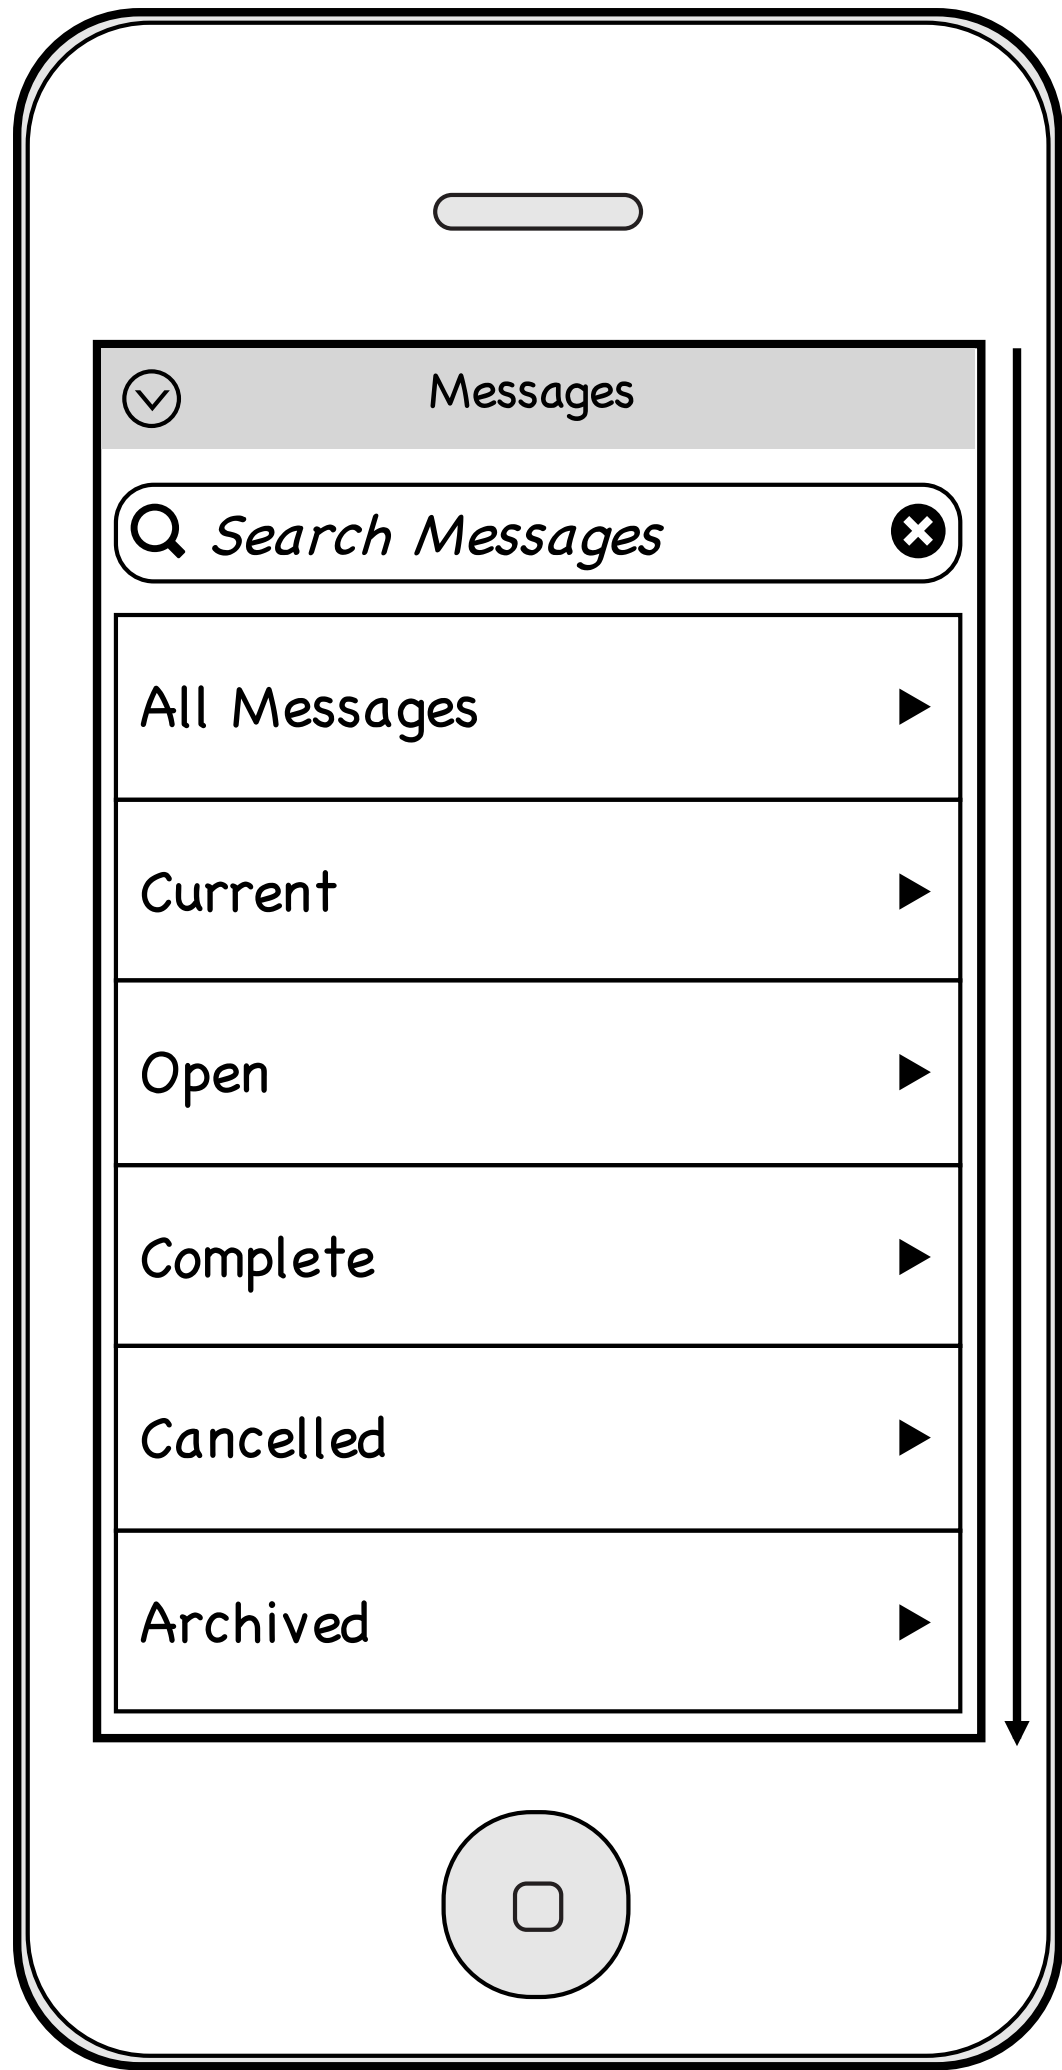 Messages
Search Messages
All Messages
Current
Open
Complete
Cancelled
Archived